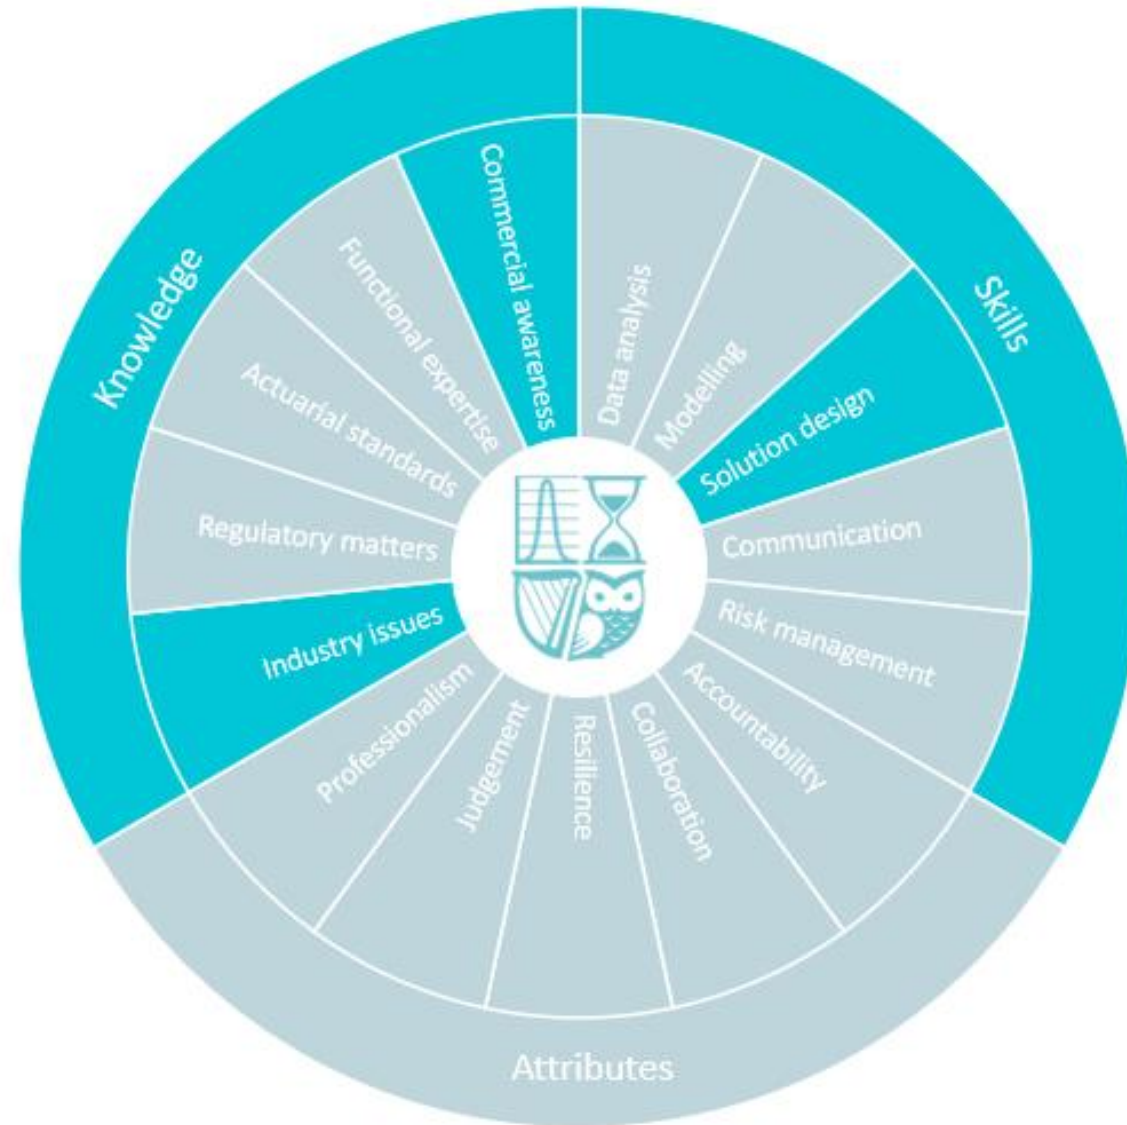 Knowledge
Skills
Attributes
Commercial awareness
Functional expertise
Actuarial standards
Regulatory matters
Industry issues
Data analysis
Modelling
Solution design
Communication
Risk management
Accountability
Collaboration
Resilience
Judgement
Professionalism